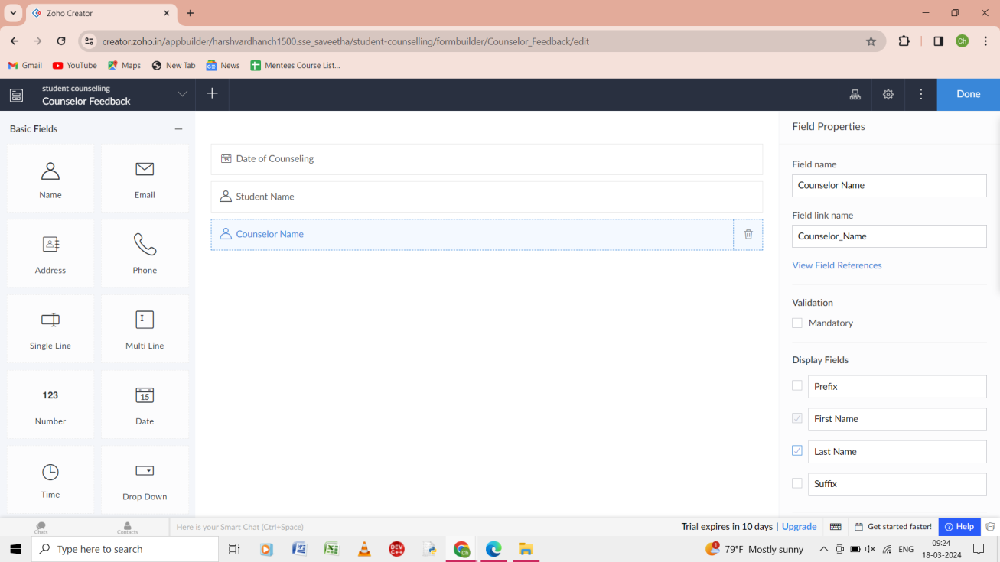 Zoho Creator
creator.zoho.in/appbuilder/harshvardhanch1500.sse_saveetha/student-counselling/formbuilder/Counselor_Feedback/edit
Ch
Gmail YouTube Maps New Tab News Mentees Course List...
student counselling
Counselor Feedback
Done
Basic Fields
Name Email
Address Phone
Single Line Multi Line
123
Number
15
Date
Time Drop Down
Date of Counseling
Student Name
Counselor Name
Field Properties
Field name
Counselor Name
Field link name
Counselor_Name
View Field References
Validation
Mandatory
Display Fields
Prefix
First Name
Last Name
Suffix
Chats Contacts Here is your Smart Chat (Ctrl+Space) Trial expires in 10 days | Upgrade Get started faster! Help
Type here to search
DEV C++
79°F Mostly sunny
ENG
09:24
18-03-2024